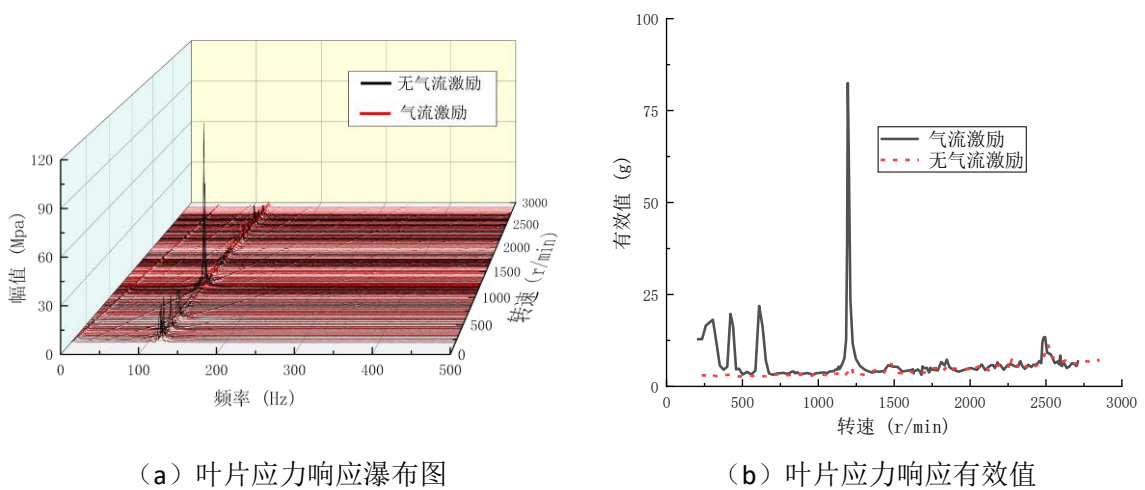 无气流激励
气流激励
120
90
60
30
0
幅值 (Mpa)
0
100
200
300
400
500
频率 (Hz)
3000
2500
2000
1500
1000
500
0
转速 (r/min)
100
75
50
25
0
有效值 (g)
气流激励
无气流激励
0
500
1000
1500
2000
2500
3000
转速 (r/min)
（a）叶片应力响应瀑布图
（b）叶片应力响应有效值